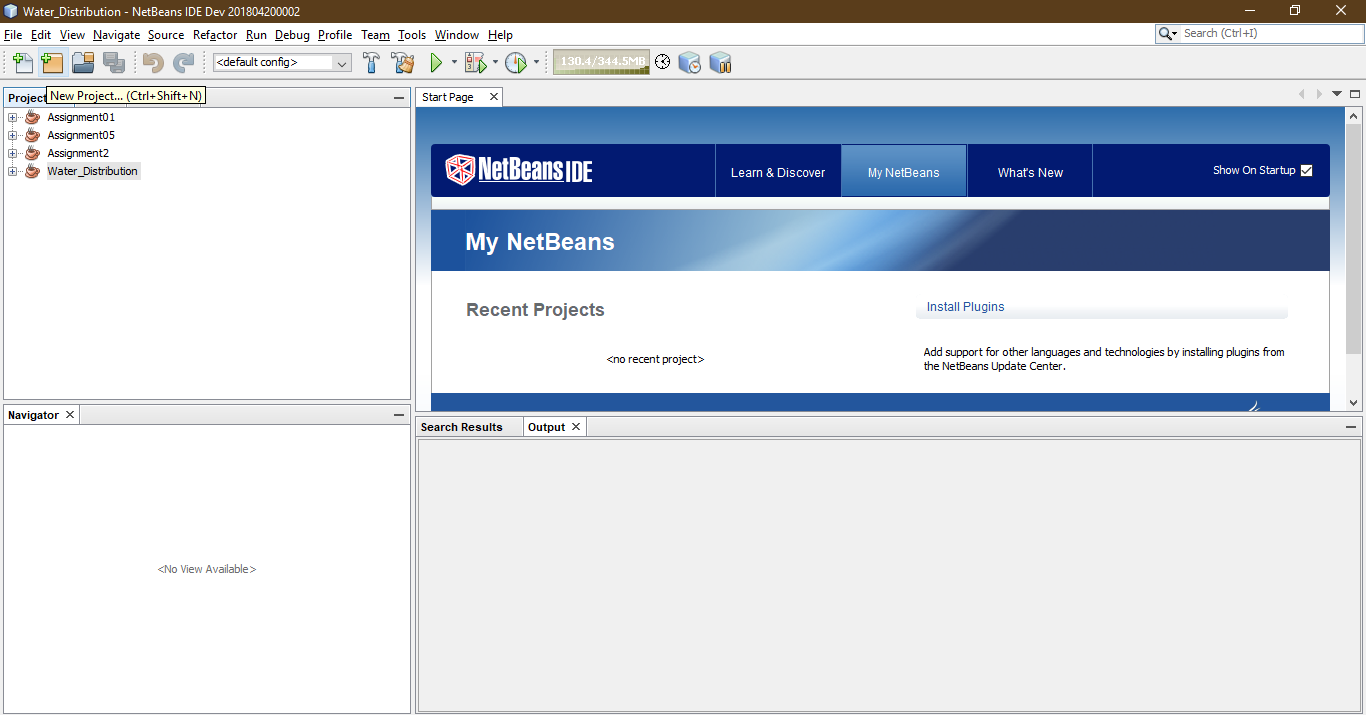 Water_Distribution - NetBeans IDE Dev 201804200002
File Edit View Navigate Source Refactor Run Debug Profile Team Tools Window Help
Search (Ctrl+I)
<default config>
130.4/344.5MB
Project
New Project... (Ctrl+Shift+N)
Assignment01
Assignment05
Assignment2
Water_Distribution
Navigator
<No View Available>
Start Page
NetBeans IDE
Learn & Discover
My NetBeans
What's New
Show On Startup
My NetBeans
Recent Projects
<no recent project>
Install Plugins
Add support for other languages and technologies by installing plugins from
the NetBeans Update Center.
Search Results
Output